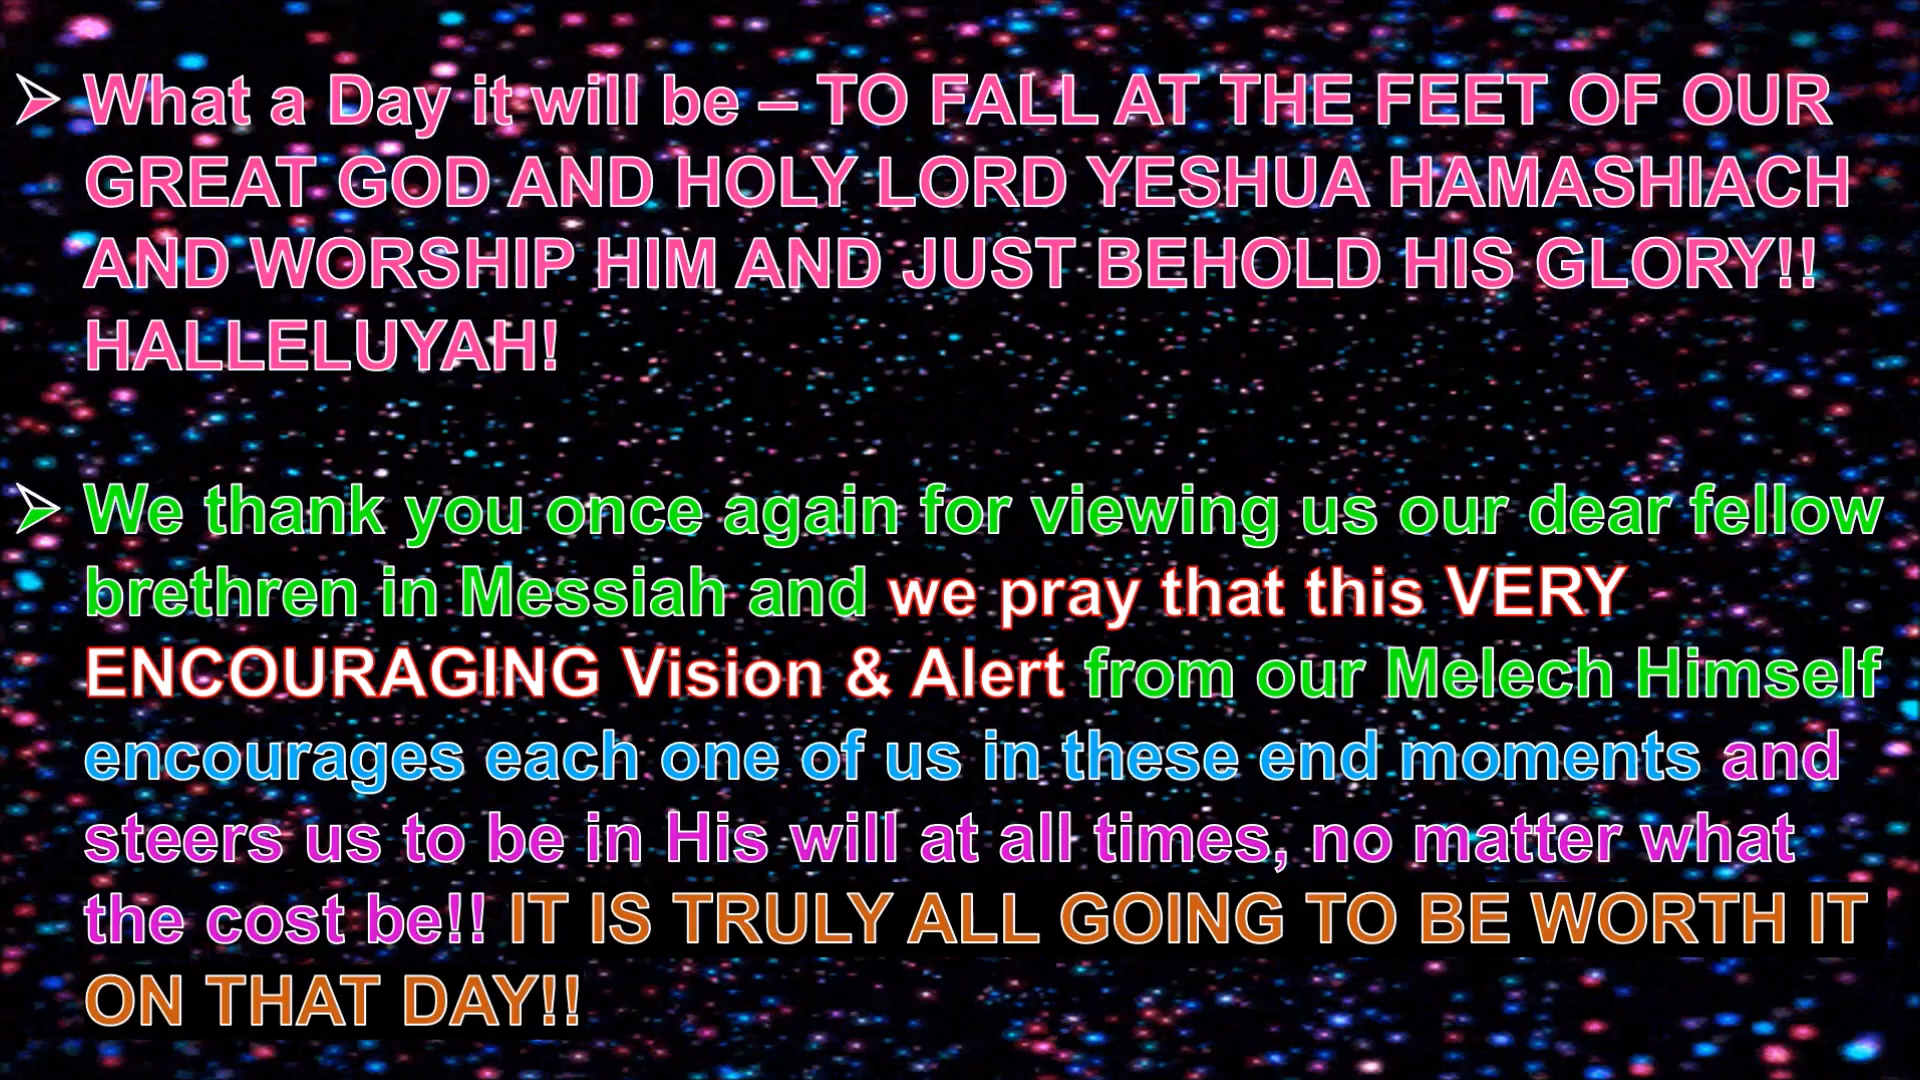 ➢ What a Day it will be – TO FALL AT THE FEET OF OUR
GREAT GOD AND HOLY LORD YESHUA HAMASHIACH
AND WORSHIP HIM AND JUST BEHOLD HIS GLORY!!
HALLELUYAH!
➢ We thank you once again for viewing us our dear fellow
brethren in Messiah and we pray that this VERY
ENCOURAGING Vision & Alert from our Melech Himself
encourages each one of us in these end moments and
steers us to be in His will at all times, no matter what
the cost be!! IT IS TRULY ALL GOING TO BE WORTH IT
ON THAT DAY!!